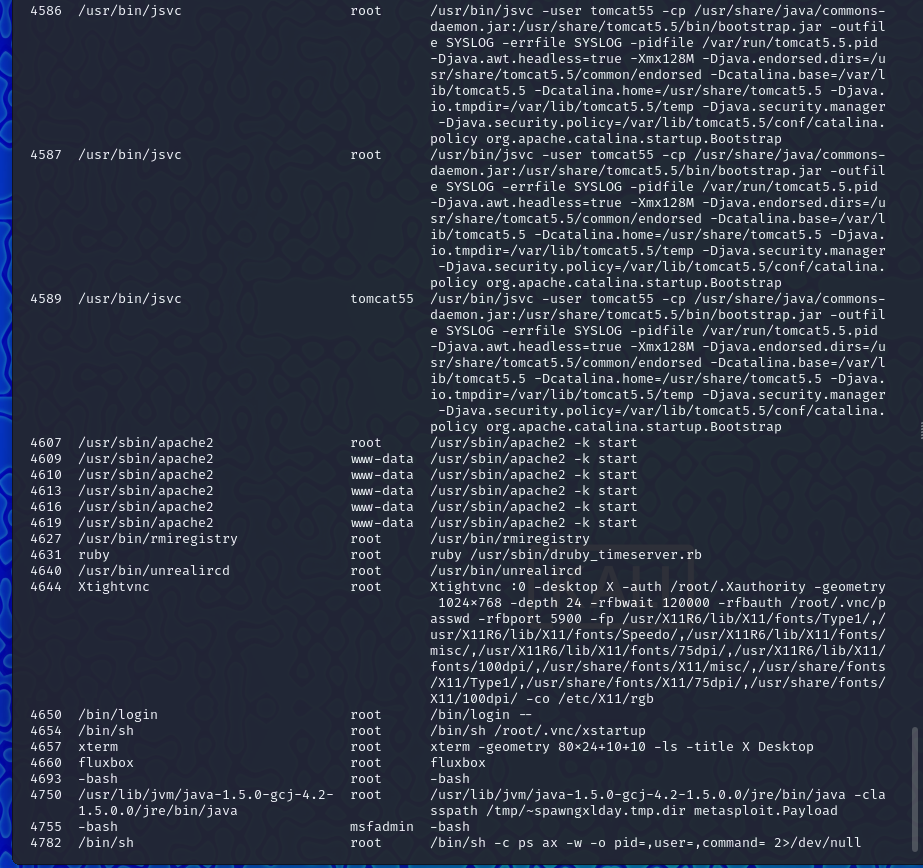 4586  /usr/bin/jsvc                     root      /usr/bin/jsvc -user tomcat55 -cp /usr/share/java/commons-
daemon.jar:/usr/share/tomcat5.5/bin/bootstrap.jar -outfil
e SYSLOG -errfile SYSLOG -pidfile /var/run/tomcat5.5.pid
-Djava.awt.headless=true -Xmx128M -Djava.endorsed.dirs=/u
sr/share/tomcat5.5/common/endorsed -Dcatalina.base=/var/l
ib/tomcat5.5 -Dcatalina.home=/usr/share/tomcat5.5 -Djava.
io.tmpdir=/var/lib/tomcat5.5/temp -Djava.security.manager
-Djava.security.policy=/var/lib/tomcat5.5/conf/catalina.
policy org.apache.catalina.startup.Bootstrap
4587  /usr/bin/jsvc                     root      /usr/bin/jsvc -user tomcat55 -cp /usr/share/java/commons-
daemon.jar:/usr/share/tomcat5.5/bin/bootstrap.jar -outfil
e SYSLOG -errfile SYSLOG -pidfile /var/run/tomcat5.5.pid
-Djava.awt.headless=true -Xmx128M -Djava.endorsed.dirs=/u
sr/share/tomcat5.5/common/endorsed -Dcatalina.base=/var/l
ib/tomcat5.5 -Dcatalina.home=/usr/share/tomcat5.5 -Djava.
io.tmpdir=/var/lib/tomcat5.5/temp -Djava.security.manager
-Djava.security.policy=/var/lib/tomcat5.5/conf/catalina.
policy org.apache.catalina.startup.Bootstrap
4589  /usr/bin/jsvc                     tomcat55  /usr/bin/jsvc -user tomcat55 -cp /usr/share/java/commons-
daemon.jar:/usr/share/tomcat5.5/bin/bootstrap.jar -outfil
e SYSLOG -errfile SYSLOG -pidfile /var/run/tomcat5.5.pid
-Djava.awt.headless=true -Xmx128M -Djava.endorsed.dirs=/u
sr/share/tomcat5.5/common/endorsed -Dcatalina.base=/var/l
ib/tomcat5.5 -Dcatalina.home=/usr/share/tomcat5.5 -Djava.
io.tmpdir=/var/lib/tomcat5.5/temp -Djava.security.manager
-Djava.security.policy=/var/lib/tomcat5.5/conf/catalina.
policy org.apache.catalina.startup.Bootstrap
4607  /usr/sbin/apache2                 root      /usr/sbin/apache2 -k start
4609  /usr/sbin/apache2                 www-data  /usr/sbin/apache2 -k start
4610  /usr/sbin/apache2                 www-data  /usr/sbin/apache2 -k start
4613  /usr/sbin/apache2                 www-data  /usr/sbin/apache2 -k start
4616  /usr/sbin/apache2                 www-data  /usr/sbin/apache2 -k start
4619  /usr/sbin/apache2                 www-data  /usr/sbin/apache2 -k start
4627  /usr/bin/rmiregistry              root      /usr/bin/rmiregistry
4631  ruby                              root      ruby /usr/sbin/druby_timeserver.rb
4640  /usr/bin/unrealircd               root      /usr/bin/unrealircd
4644  Xtightvnc                         root      Xtightvnc :0 -desktop X -auth /root/.Xauthority -geometry
1024×768 -depth 24 -rfbwait 120000 -rfbauth /root/.vnc/p
asswd -rfbport 5900 -fp /usr/X11R6/lib/X11/fonts/Type1/,/
usr/X11R6/lib/X11/fonts/Speedo/,/usr/X11R6/lib/X11/fonts/
misc/,/usr/X11R6/lib/X11/fonts/75dpi/,/usr/X11R6/lib/X11/
fonts/100dpi/,/usr/share/fonts/X11/misc/,/usr/share/fonts
/X11/Type1/,/usr/share/fonts/X11/75dpi/,/usr/share/fonts/
X11/100dpi/ -co /etc/X11/rgb
4650  /bin/login                        root      /bin/login --
4654  /bin/sh                           root      /bin/sh /root/.vnc/xstartup
4657  xterm                             root      xterm -geometry 80×24+10+10 -ls -title X Desktop
4660  fluxbox                           root      fluxbox
4693  -bash                             root      -bash
4750  /usr/lib/jvm/java-1.5.0-gcj-4.2-  root      /usr/lib/jvm/java-1.5.0-gcj-4.2-1.5.0.0/jre/bin/java -cla
1.5.0.0/jre/bin/java                        sspath /tmp/~spawngxlday.tmp.dir metasploit.Payload
4755  -bash                             msfadmin  -bash
4782  /bin/sh                           root      /bin/sh -c ps ax -w -o pid=,user=,command= 2>/dev/null